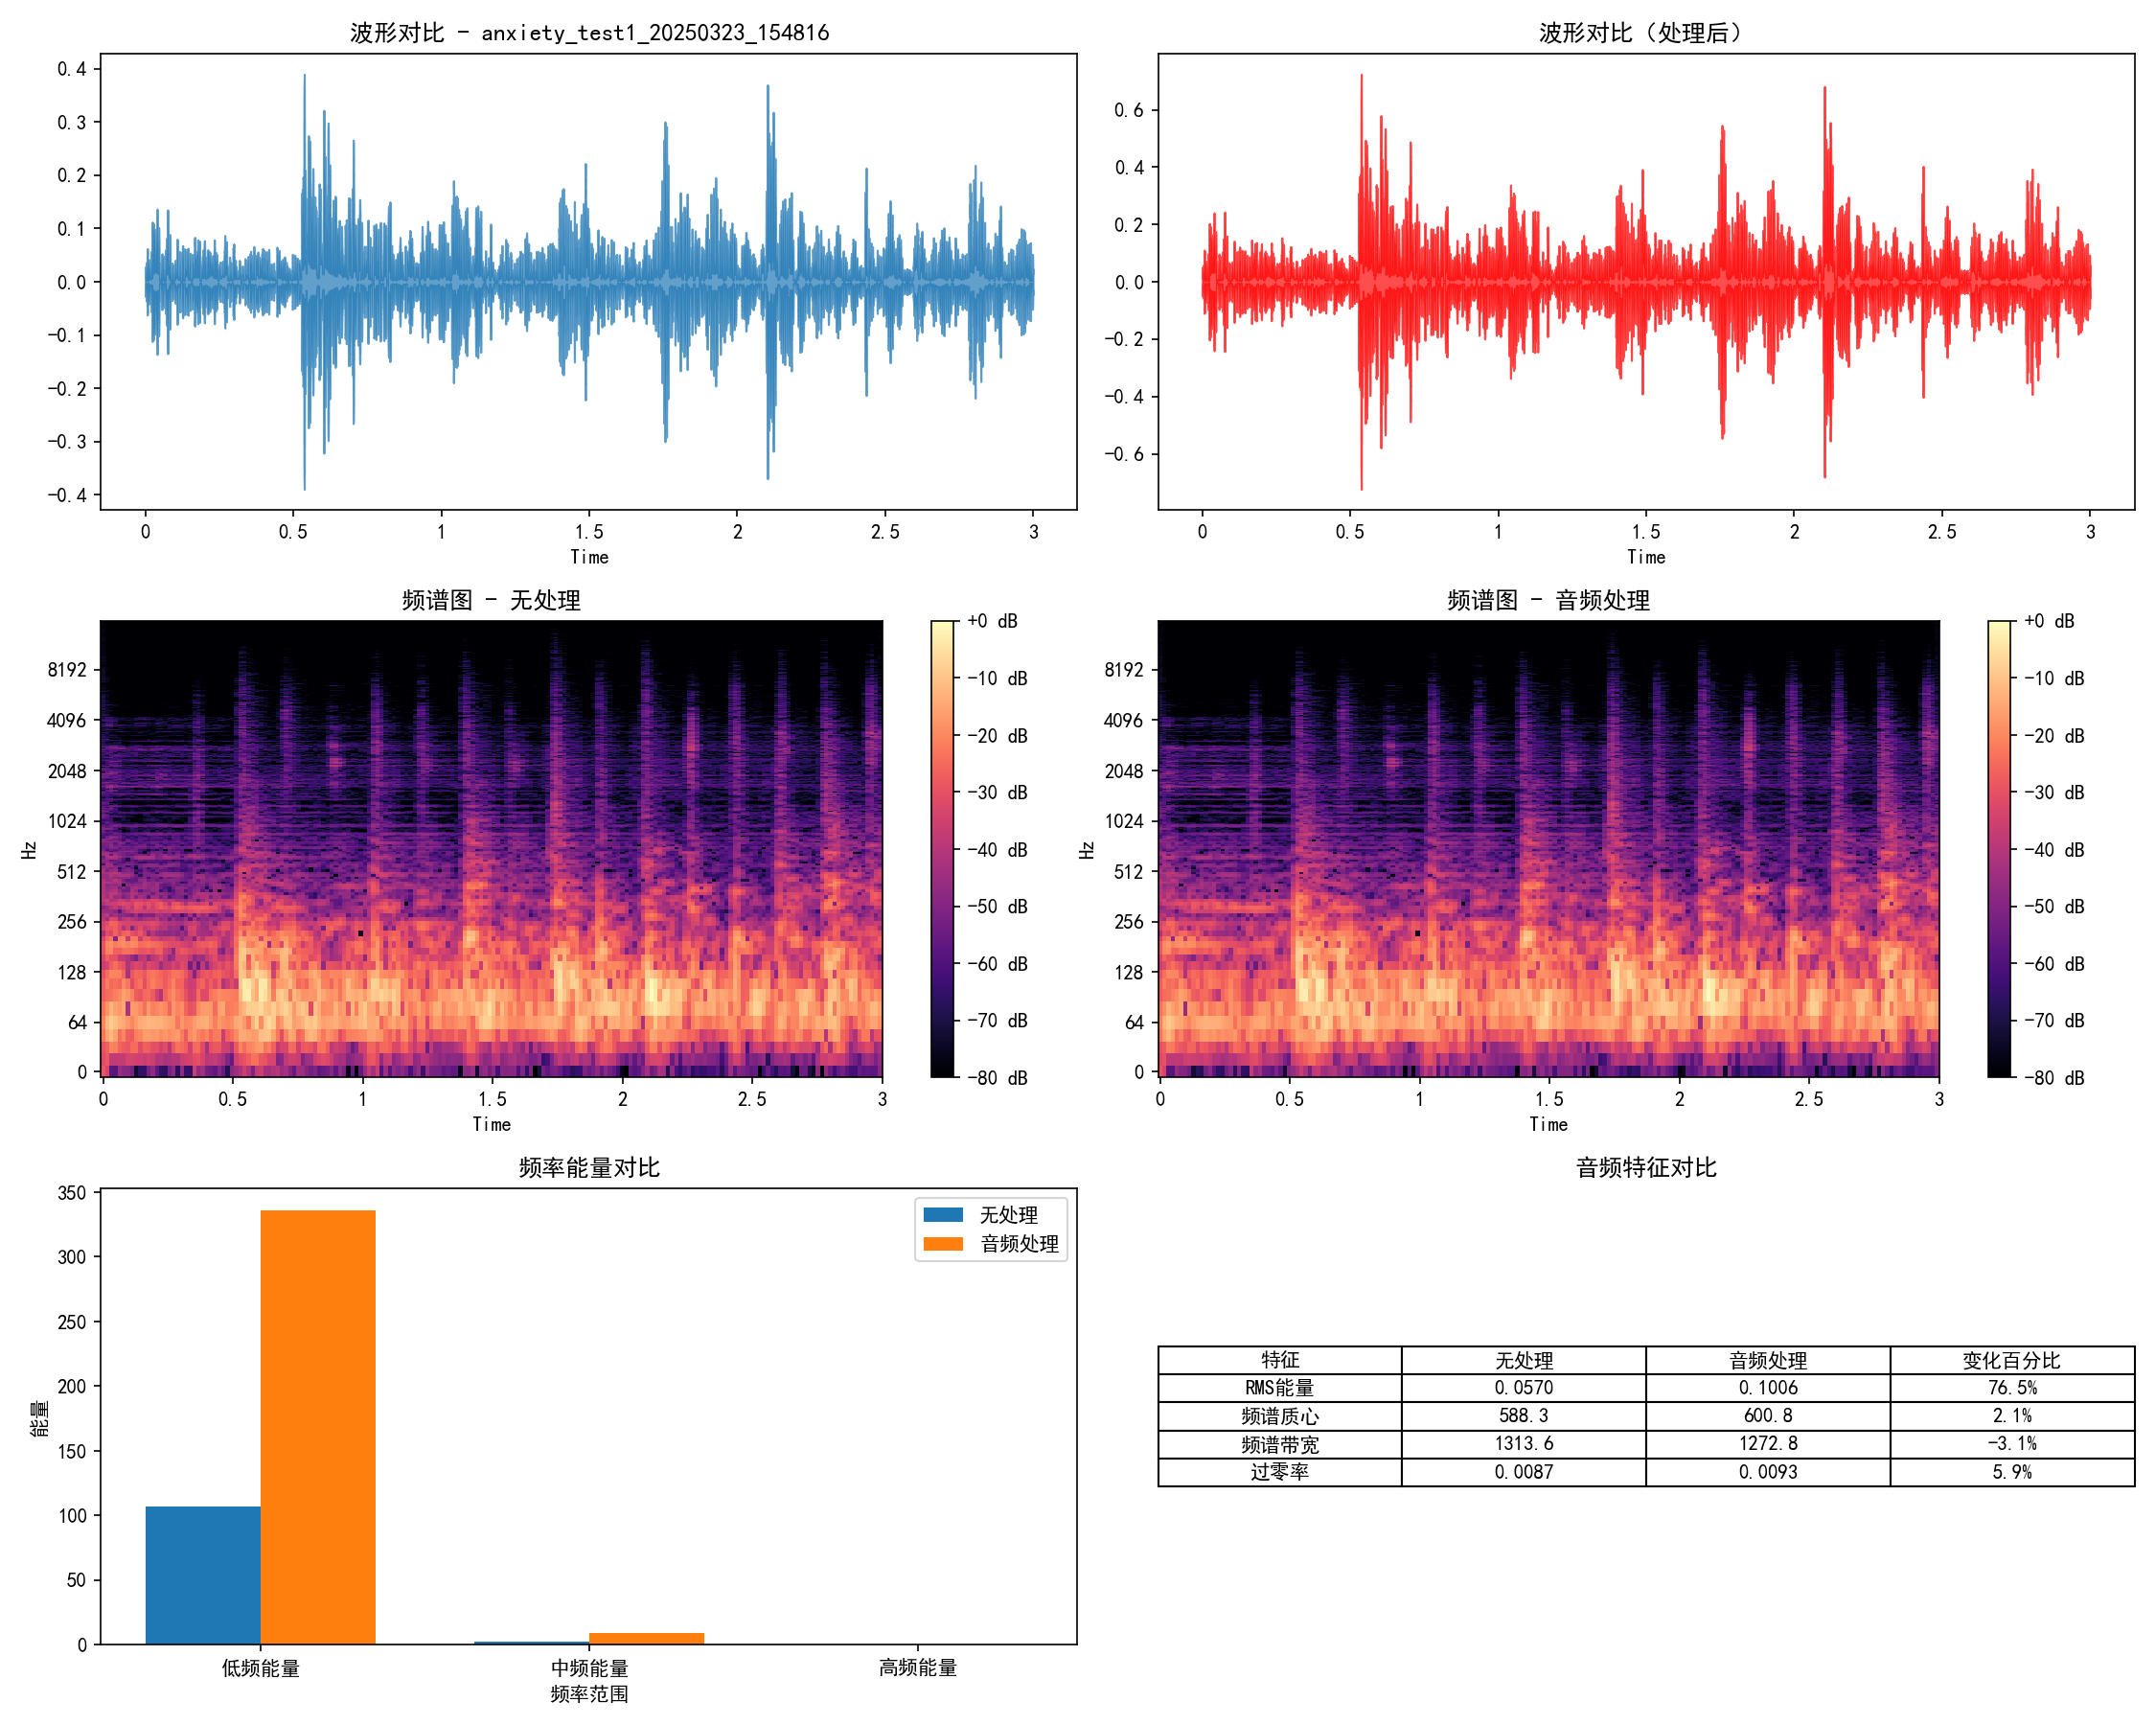 波形对比 - anxiety_test1_20250323_154816
0.4
0.3
0.2
0.1
0.0
-0.1
-0.2
-0.3
-0.4
0 0.5 1 1.5 2 2.5 3
Time
波形对比（处理后）
0.6
0.4
0.2
0.0
-0.2
-0.4
-0.6
0 0.5 1 1.5 2 2.5 3
Time
频谱图 - 无处理
Hz
8192
4096
2048
1024
512
256
128
64
0
0 0.5 1 1.5 2 2.5 3
Time
+0 dB
-10 dB
-20 dB
-30 dB
-40 dB
-50 dB
-60 dB
-70 dB
-80 dB
频谱图 - 音频处理
Hz
8192
4096
2048
1024
512
256
128
64
0
0 0.5 1 1.5 2 2.5 3
Time
+0 dB
-10 dB
-20 dB
-30 dB
-40 dB
-50 dB
-60 dB
-70 dB
-80 dB
频率能量对比
能量
350
300
250
200
150
100
50
0
无处理
音频处理
低频能量 中频能量 高频能量
频率范围
音频特征对比
特征 无处理 音频处理 变化百分比
RMS能量 0.0570 0.1006 76.5%
频谱质心 588.3 600.8 2.1%
频谱带宽 1313.6 1272.8 -3.1%
过零率 0.0087 0.0093 5.9%